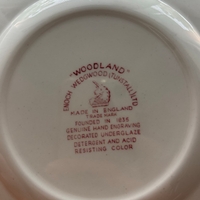 "WOODLAND"
ENOCH WEDGWOOD (TUNSTALL) LTD
MADE IN ENGLAND
TRADE MARK
FOUNDED IN 1835
GENUINE HAND ENGRAVING
DECORATED UNDERGLAZE
DETERGENT AND ACID
RESISTING COLOR